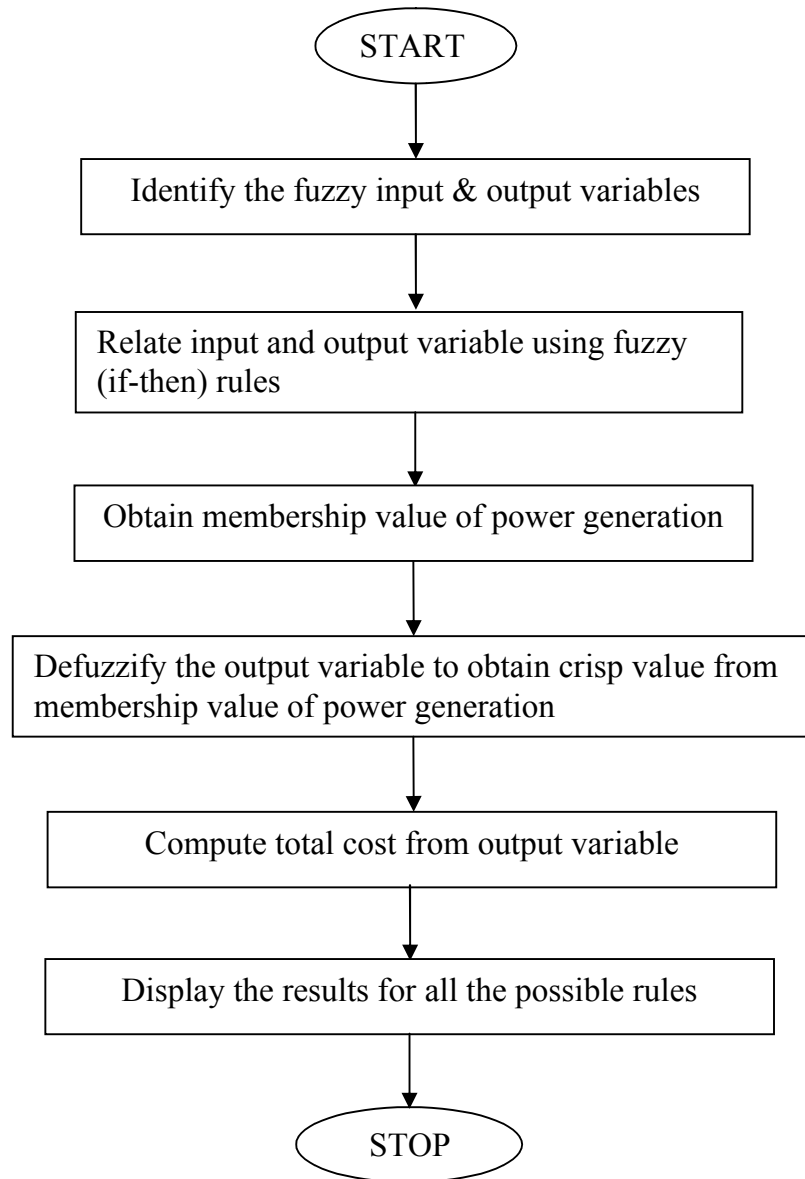 START
Identify the fuzzy input & output variables
Relate input and output variable using fuzzy
(if-then) rules
Obtain membership value of power generation
Defuzzify the output variable to obtain crisp value from
membership value of power generation
Compute total cost from output variable
Display the results for all the possible rules
STOP